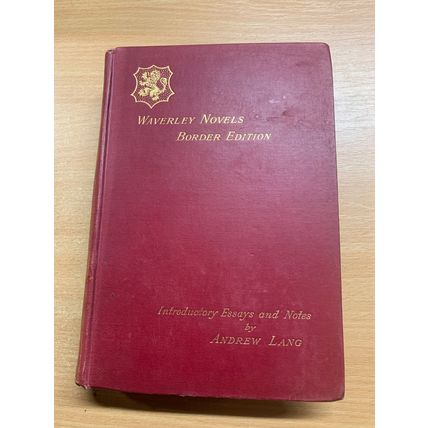 Waverley Novels
Border Edition
Introductory Essays and Notes
by
Andrew Lang